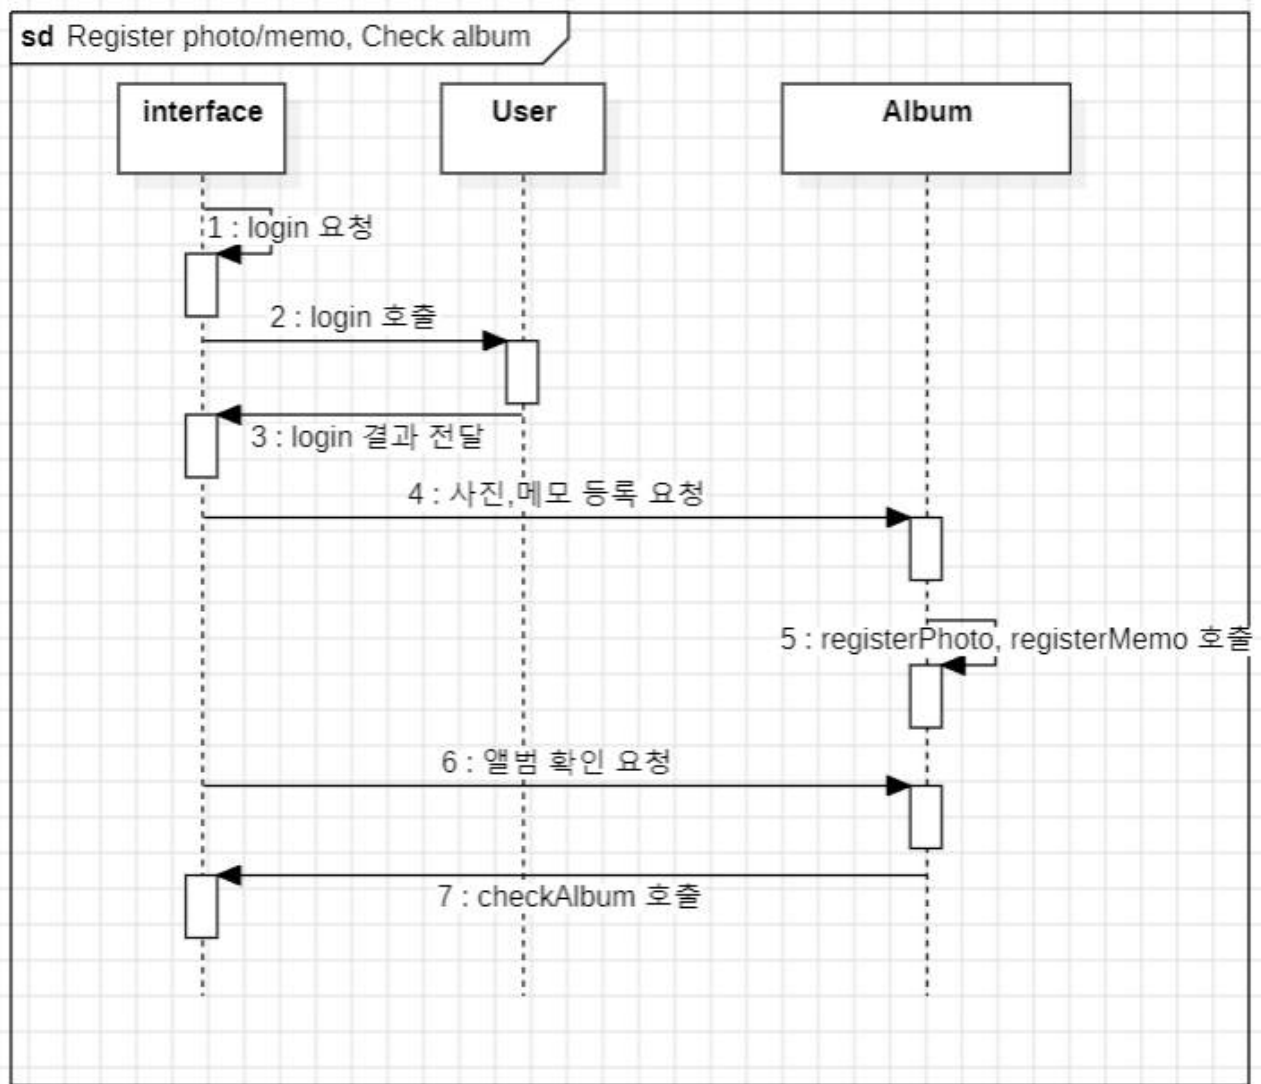 sd Register photo/memo, Check album
interface
User
Album
1 : login 요청
2 : login 호출
3 : login 결과 전달
4 : 사진,메모 등록 요청
5 : registerPhoto, registerMemo 호출
6 : 앨범 확인 요청
7 : checkAlbum 호출